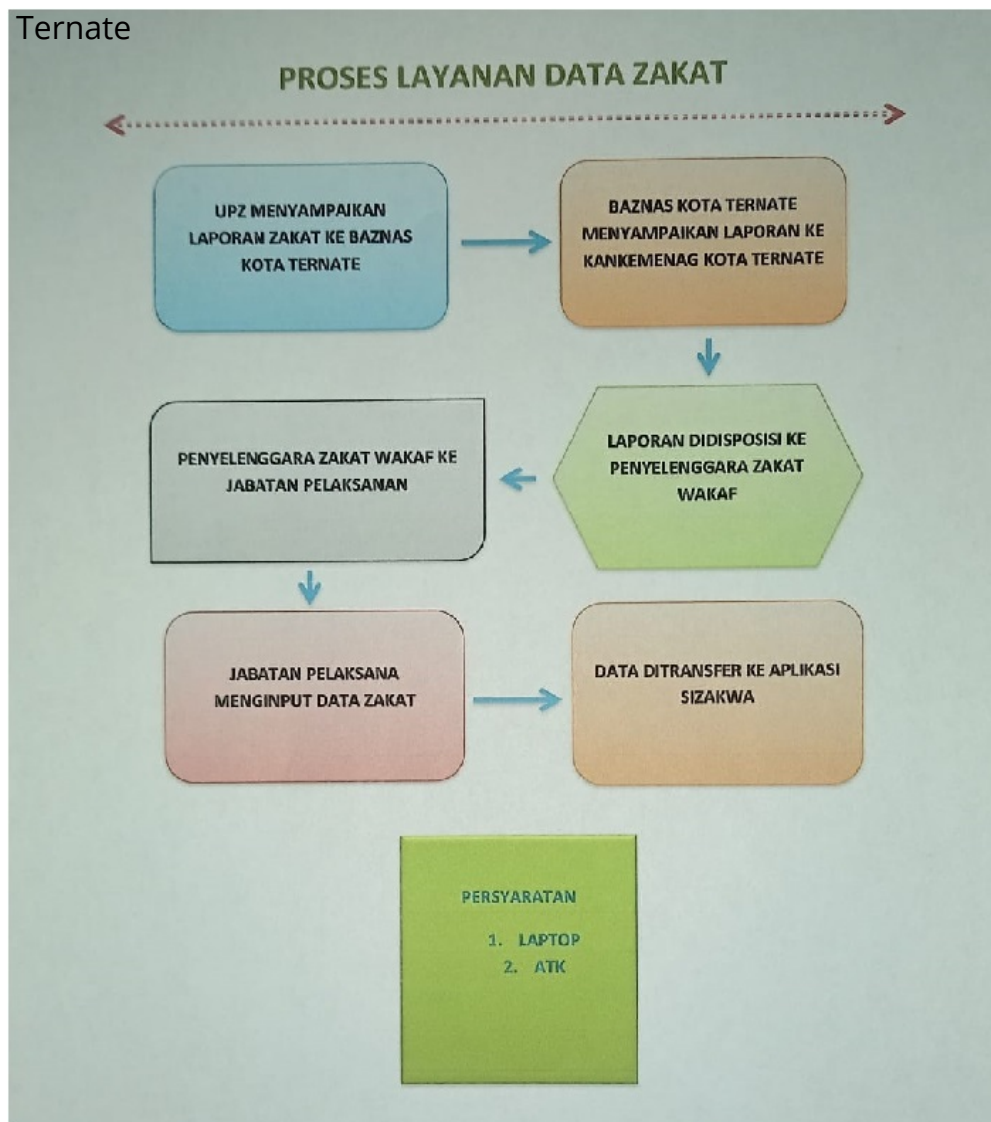 Ternate
PROSES LAYANAN DATA ZAKAT
UPZ MENYAMPAIKAN
LAPORAN ZAKAT KE BAZNAS
KOTA TERNATE
BAZNAS KOTA TERNATE
MENYAMPAIKAN LAPORAN KE
KANKEMENAG KOTA TERNATE
LAPORAN DIDISPOSISI KE
PENYELENGGARA ZAKAT
WAKAF
PENYELENGGARA ZAKAT WAKAF KE
JABATAN PELAKSANAN
JABATAN PELAKSANA
MENGINPUT DATA ZAKAT
DATA DITRANSFER KE APLIKASI
SIZAKWA
PERSYARATAN
1. LAPTOP
2. ATK